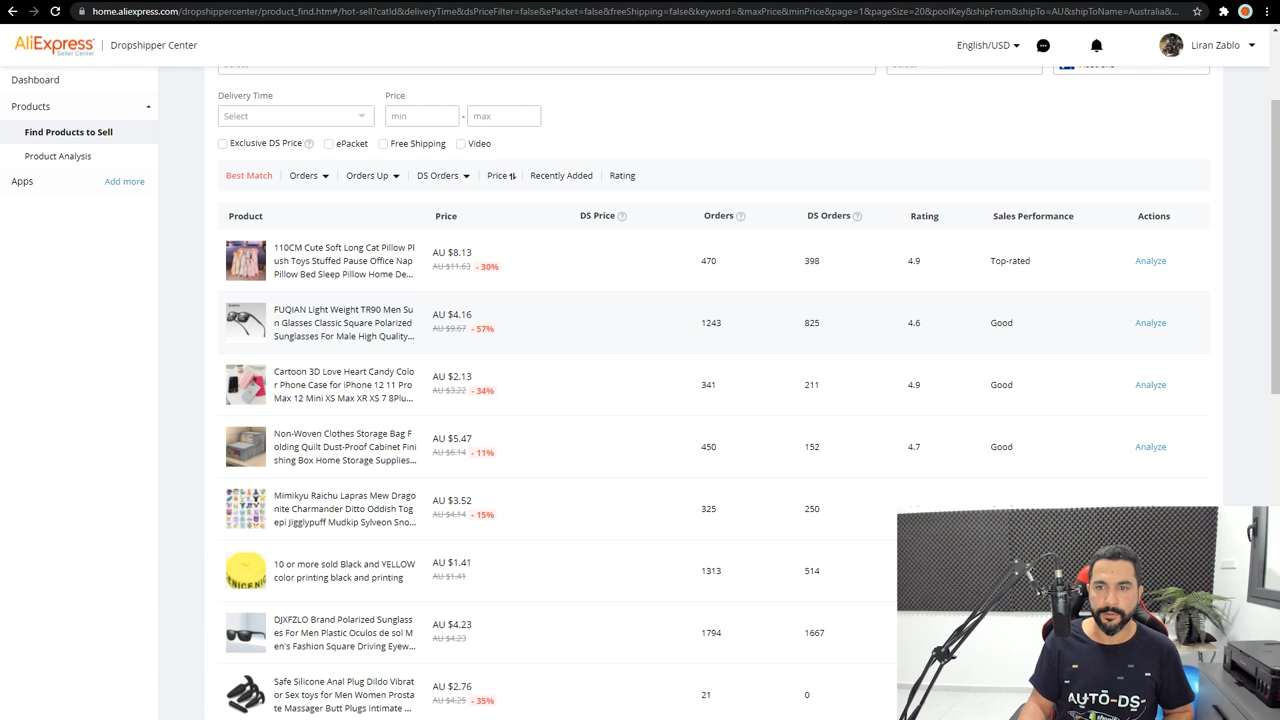 home.aliexpress.com/dropshippercenter/product_find.htm#/hot-sell?catId&deliveryTime&dsPriceFilter=false&ePacket=false&freeShipping=false&keyword=&maxPrice&minPrice&page=1&pageSize=20&poolKey&shipFrom&shipTo=AU&shipToName=Australia&...
AliExpress Seller Center | Dropshipper Center
English/USD
Liran Zablo
Dashboard
Products
Find Products to Sell
Product Analysis
Apps Add more
Delivery Time Price
Select min - max
Exclusive DS Price ePacket Free Shipping Video
Best Match Orders Orders Up DS Orders Price Recently Added Rating
Product Price DS Price Orders DS Orders Rating Sales Performance Actions
110CM Cute Soft Long Cat Pillow Pl
ush Toys Stuffed Pause Office Nap
Pillow Bed Sleep Pillow Home De...
AU $8.13
AU $11.63 - 30%
470 398 4.9 Top-rated Analyze
FUQIAN Light Weight TR90 Men Su
n Glasses Classic Square Polarized
Sunglasses For Male High Quality...
AU $4.16
AU $9.67 - 57%
1243 825 4.6 Good Analyze
Cartoon 3D Love Heart Candy Colo
r Phone Case for iPhone 12 11 Pro
Max 12 Mini XS Max XR XS 7 8Plu...
AU $2.13
AU $3.22 - 34%
341 211 4.9 Good Analyze
Non-Woven Clothes Storage Bag F
olding Quilt Dust-Proof Cabinet Fini
shing Box Home Storage Supplies...
AU $5.47
AU $6.14 - 11%
450 152 4.7 Good Analyze
Mimikyu Raichu Lapras Mew Drago
nite Charmander Ditto Oddish Tog
epi Jigglypuff Mudkip Sylveon Sno...
AU $3.52
AU $4.14 - 15%
325 250
10 or more sold Black and YELLOW
color printing black and printing
AU $1.41
AU $1.41
1313 514
DJXFZLO Brand Polarized Sunglass
es For Men Plastic Oculos de sol M
en's Fashion Square Driving Eyew...
AU $4.23
AU $4.23
1794 1667
Safe Silicone Anal Plug Dildo Vibrat
or Sex toys for Men Women Prosta
te Massager Butt Plugs Intimate ...
AU $2.76
AU $4.25 - 35%
21 0
AUTO-DS